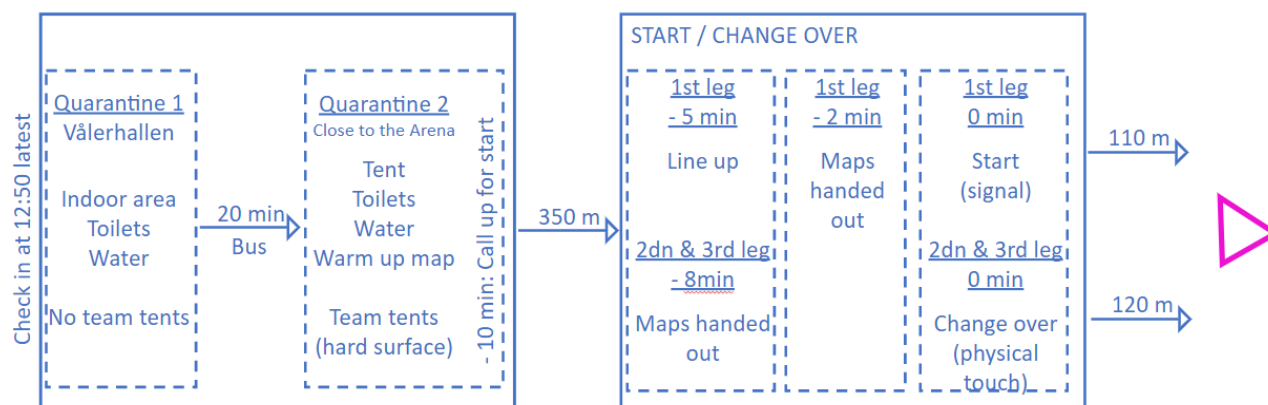 Check in at 12:50 latest
Quarantine 1
Vålerhallen
Indoor area
Toilets
Water
No team tents
20 min
Bus
Quarantine 2
Close to the Arena
Tent
Toilets
Water
Warm up map
Team tents
(hard surface)
- 10 min: Call up for start
350 m
START / CHANGE OVER
1st leg
- 5 min
Line up
2dn & 3rd leg
- 8min
Maps handed
out
1st leg
- 2 min
Maps
handed
out
1st leg
0 min
Start
(signal)
2dn & 3rd leg
0 min
Change over
(physical
touch)
110 m
120 m